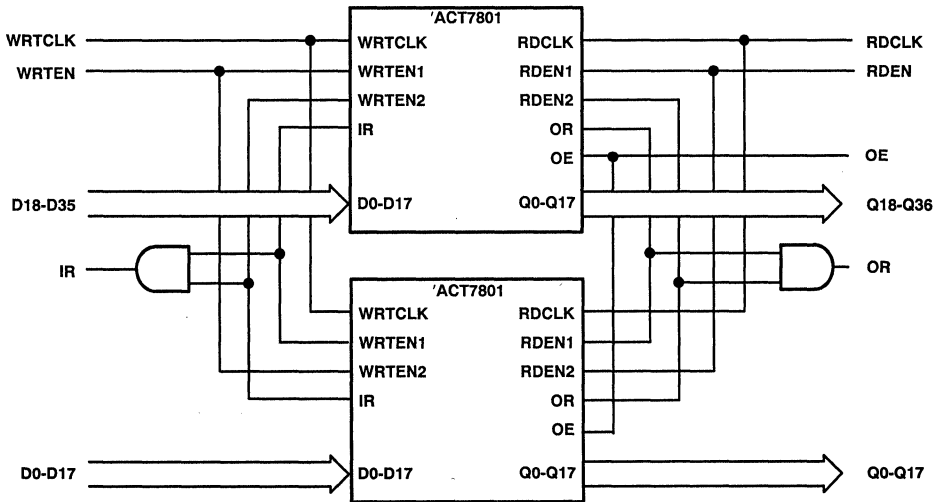 'ACT7801
WRTCLK WRTCLK RDCLK RDCLK
WRTEN WRTEN1 RDEN1 RDEN
WRTEN2 RDEN2
IR OR
OE OE
D18-D35 D0-D17 Q0-Q17 Q18-Q36
IR OR
'ACT7801
WRTCLK RDCLK
WRTEN1 RDEN1
WRTEN2 RDEN2
IR OR
OE
D0-D17 D0-D17 Q0-Q17 Q0-Q17